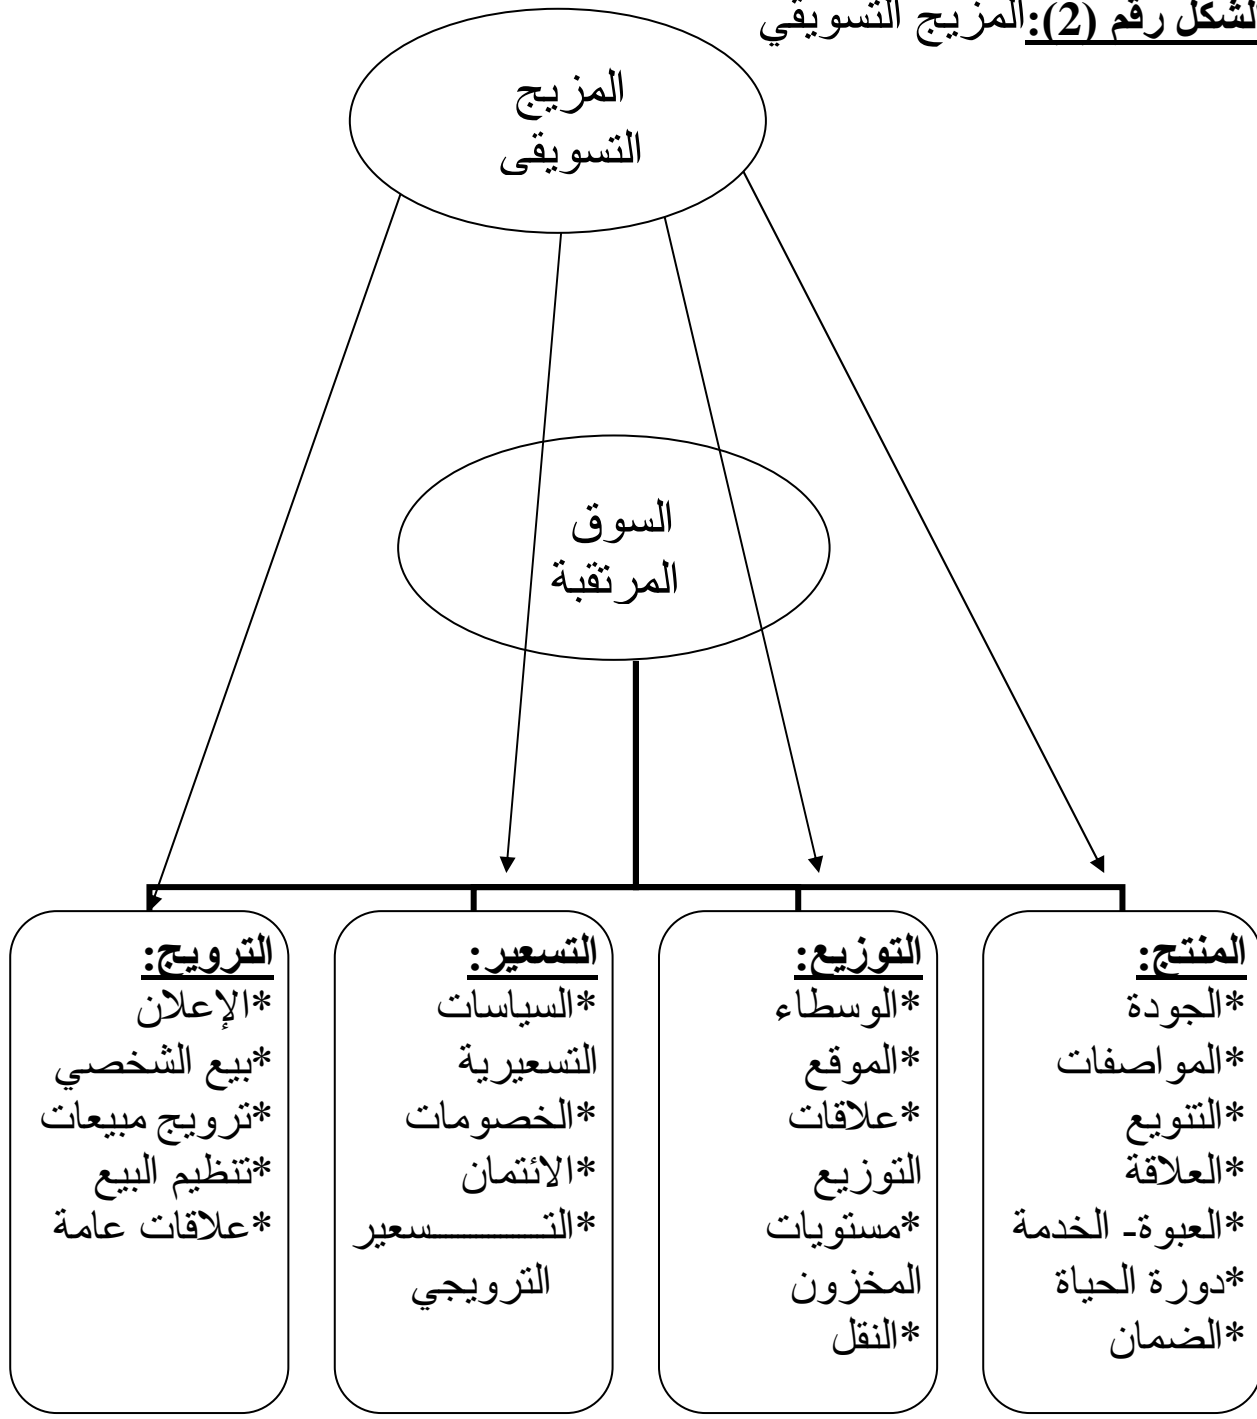 لشكل رقم (2):المزيج التسويقي
المزيج
التسويقى
السوق
المرتقبة
المنتج:
*الجودة
*المواصفات
*التنويع
*العلاقة
*العبوة- الخدمة
*دورة الحياة
*الضمان
التوزيع:
*الوسطاء
*الموقع
*علاقات
التوزيع
*مستويات
المخزون
*النقل
التسعير:
*السياسات
التسعيرية
*الخصومات
*الائتمان
*التـــــــسعير
الترويجي
الترويج:
*الإعلان
*بيع الشخصي
*ترويج مبيعات
*تنظيم البيع
*علاقات عامة